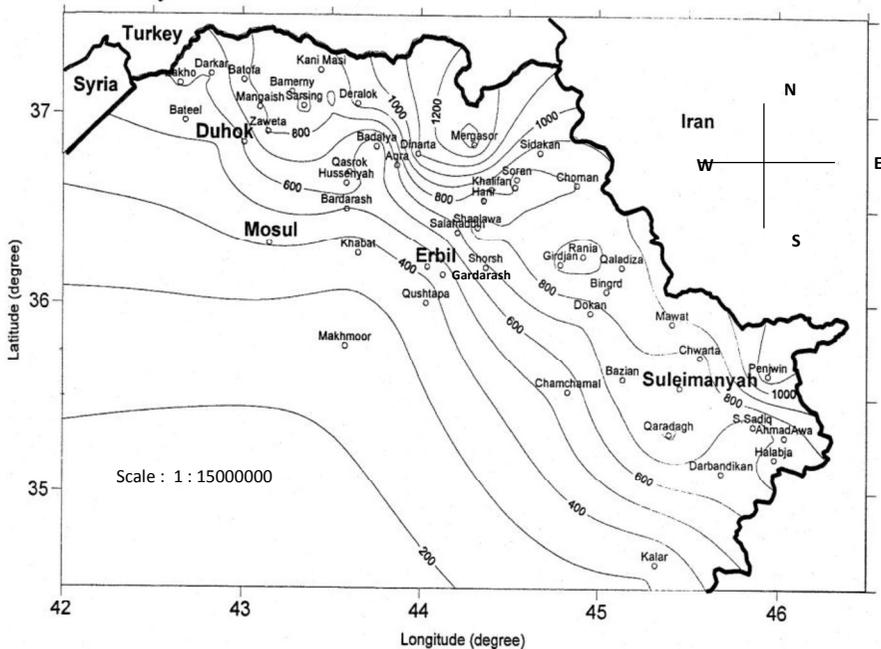 Turkey
Syria
Iran
N
W
E
S
Darkar
Batofa
Kani Masi
Bamerny
Mangaish
Sarsing
Deralok
Bateel
Zaweta
Duhok
800
1000
1200
1000
Badalya
Dinarta
Mergasor
Sidakan
Aqra
Qasrok
Husseniyah
600
Bardarash
800
Khalifan
Soren
Harir
Choman
Shaqlawa
Salahaddin
Mosul
Khabat
400
Erbil
Shorsh
Gardarash
Qushtapa
Girdjan
Rania
Qaladiza
Bingrd
800
Dokan
Mawat
600
Makhmoor
Chwarta
Penjwin
1000
Bazian
Suleimanyah
Chamchamal
800
S.Sadiq
AhmadAwa
Qaradagh
Halabja
Darbandikan
600
400
200
Kalar
Scale : 1 : 15000000
37
36
35
Latitude (degree)
42
43
44
45
46
Longitude (degree)